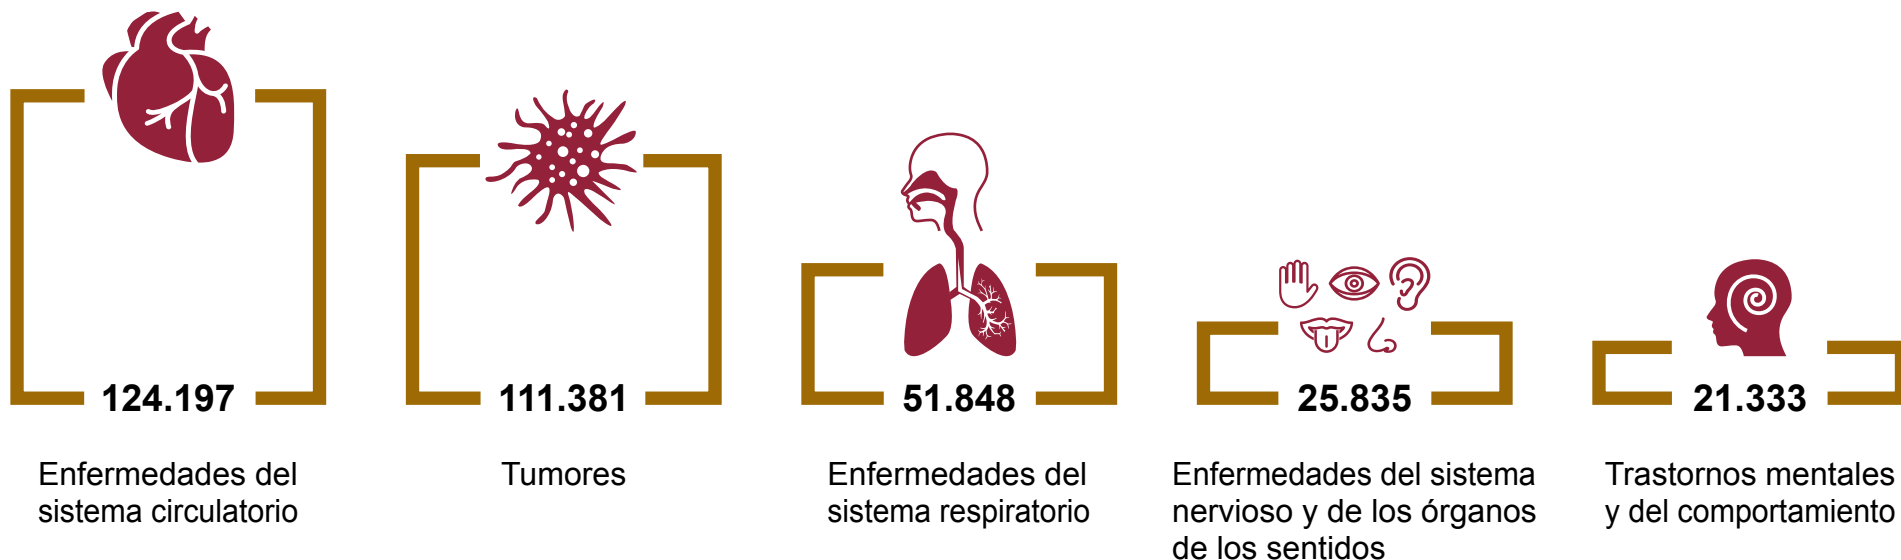 124.197
Enfermedades del
sistema circulatorio
111.381
Tumores
51.848
Enfermedades del
sistema respiratorio
25.835
Enfermedades del sistema
nervioso y de los órganos
de los sentidos
21.333
Trastornos mentales
y del comportamiento